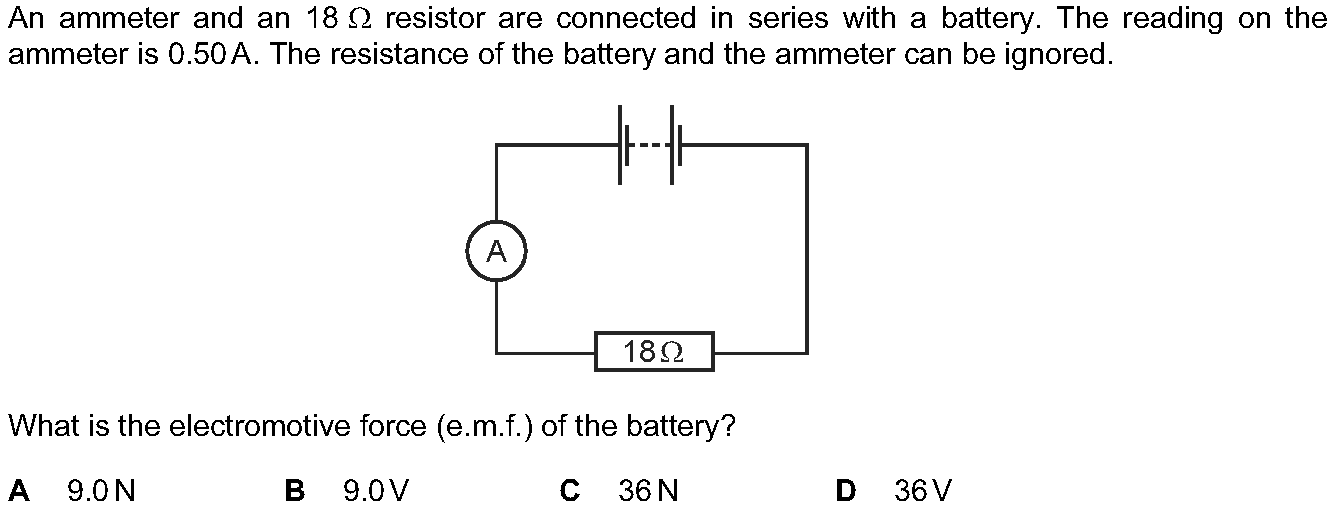 An ammeter and an 18 Ω resistor are connected in series with a battery. The reading on the
ammeter is 0.50 A. The resistance of the battery and the ammeter can be ignored.
A
18 Ω
What is the electromotive force (e.m.f.) of the battery?
A 9.0 N B 9.0 V C 36 N D 36 V